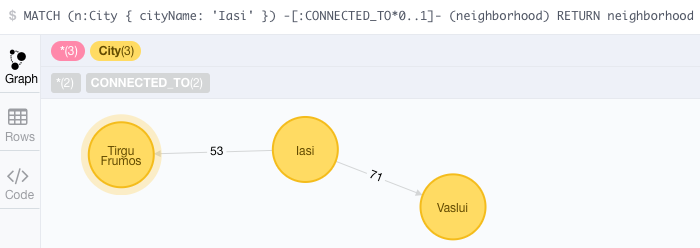 $ MATCH (n:City { cityName: 'Iasi' }) -[:CONNECTED_TO*0..1]- (neighborhood) RETURN neighborhood
*(3) City(3)
Graph
*(2) CONNECTED_TO(2)
Rows
Code
Tirgu
Frumos
53
Iasi
71
Vaslui